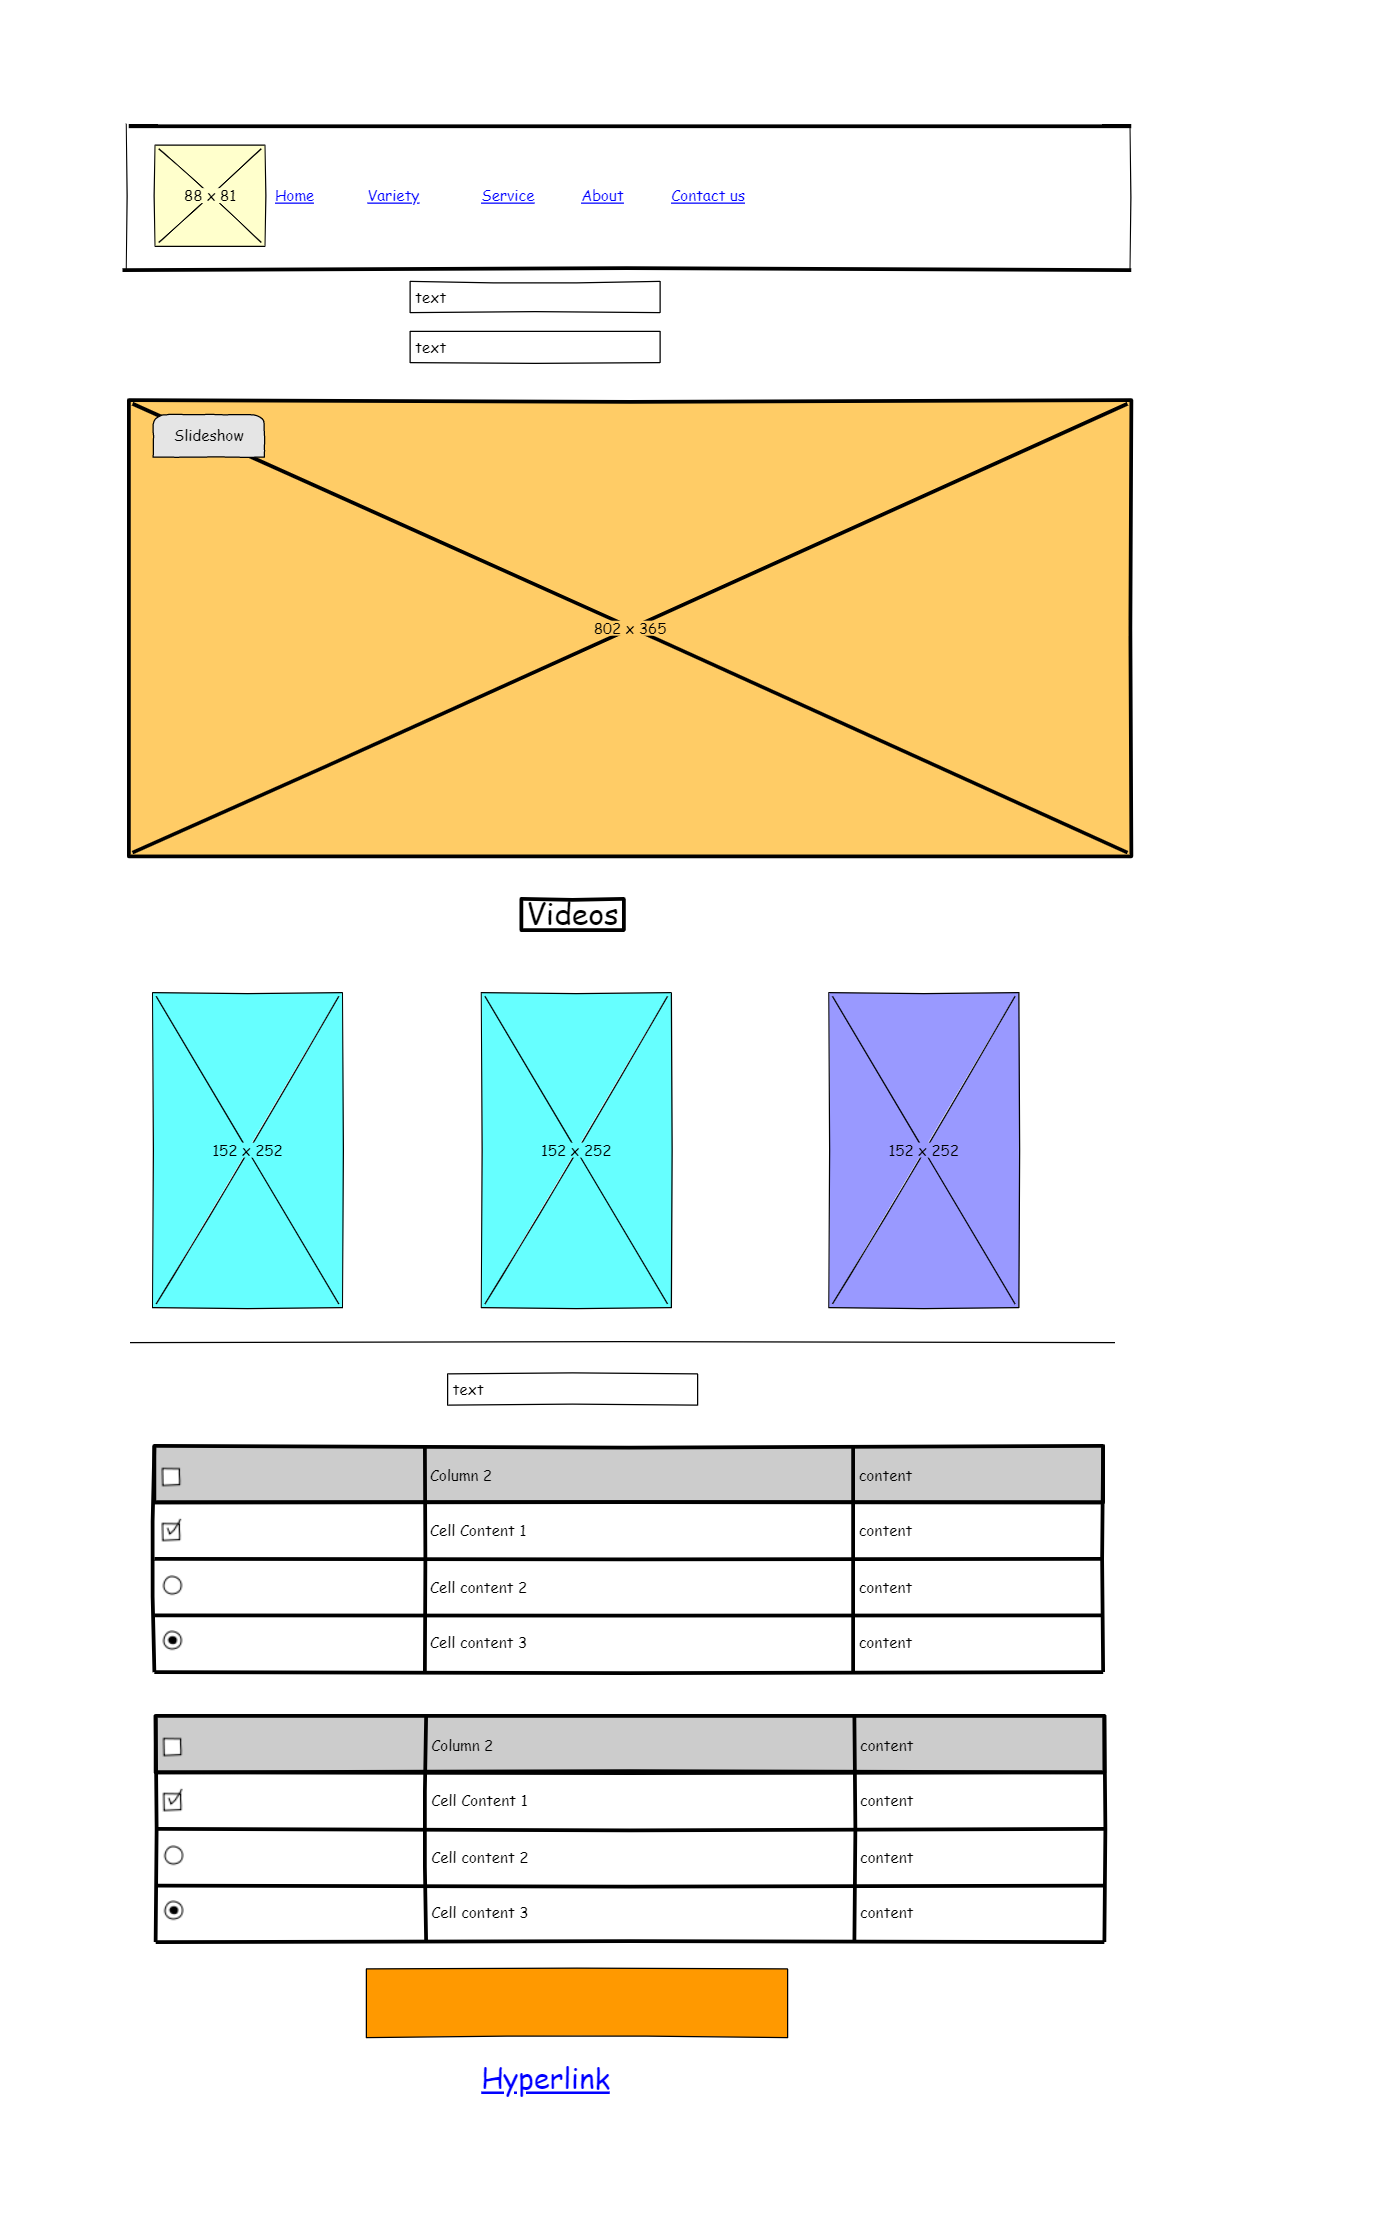 88 x 81 Home Variety Service About Contact us
text
text
Slideshow
802 x 365
Videos
152 x 252 152 x 252 152 x 252
text
Column 2 content
Cell Content 1 content
Cell content 2 content
Cell content 3 content
Column 2 content
Cell Content 1 content
Cell content 2 content
Cell content 3 content
Hyperlink